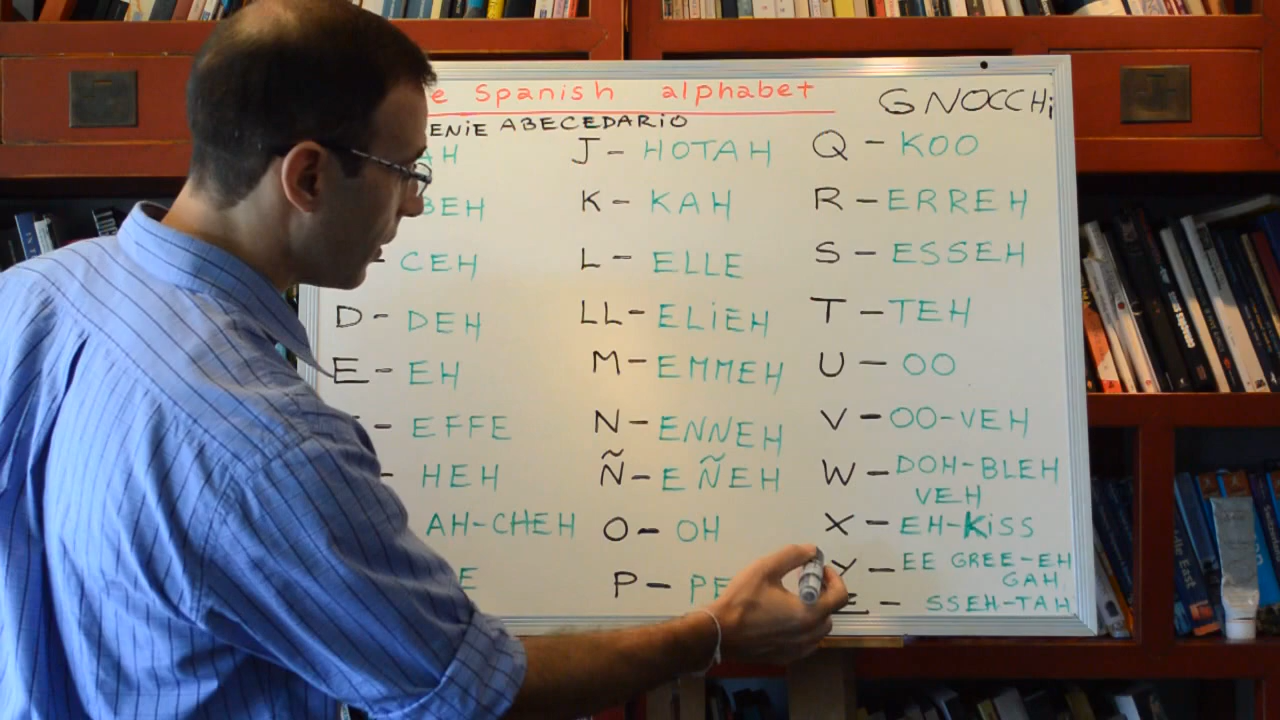 e Spanish alphabet
GNOCCHi
ENIE ABECEDARIO
AH
BEH
- CEH
D - DEH
E - EH
- EFFE
- HEH
AH-CHEH
E
J - HOTAH
K - KAH
L - ELLE
LL - ELiEH
M - EMMEH
N - ENNEH
Ñ - EÑEH
O - OH
P - PE
Q - KOO
R - ERREH
S - ESSEH
T - TEH
U - OO
V - OO-VEH
W - DOH-BLEH
VEH
X - EH-KiSS
Y - EE GREE-EH
GAH
- SSEH-TAH